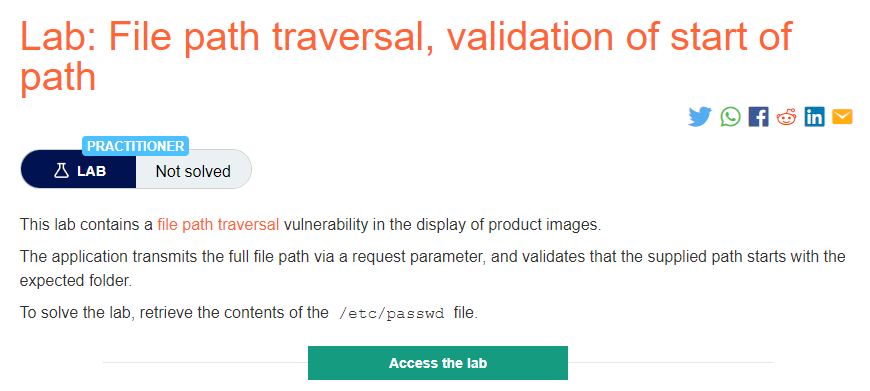 Lab: File path traversal, validation of start of
path
PRACTITIONER
LAB Not solved
This lab contains a file path traversal vulnerability in the display of product images.
The application transmits the full file path via a request parameter, and validates that the supplied path starts with the
expected folder.
To solve the lab, retrieve the contents of the /etc/passwd file.
Access the lab